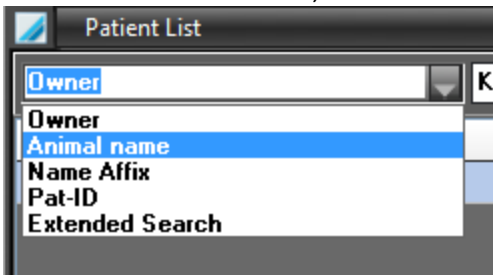 Patient List
Owner
K
Owner
Animal name
Name Affix
Pat-ID
Extended Search